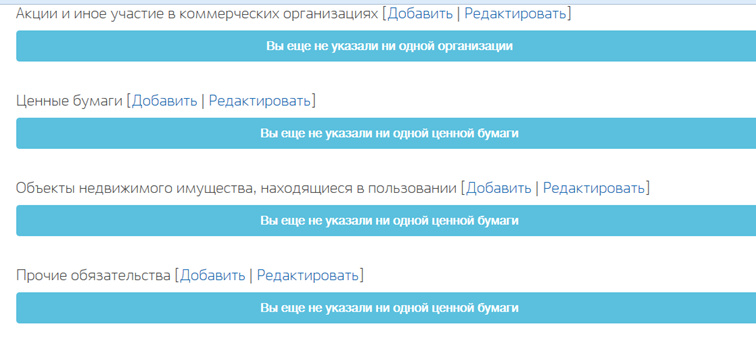 Акции и иное участие в коммерческих организациях [Добавить | Редактировать]
Вы еще не указали ни одной организации
Ценные бумаги [Добавить | Редактировать]
Вы еще не указали ни одной ценной бумаги
Объекты недвижимого имущества, находящиеся в пользовании [Добавить | Редактировать]
Вы еще не указали ни одной ценной бумаги
Прочие обязательства [Добавить | Редактировать]
Вы еще не указали ни одной ценной бумаги